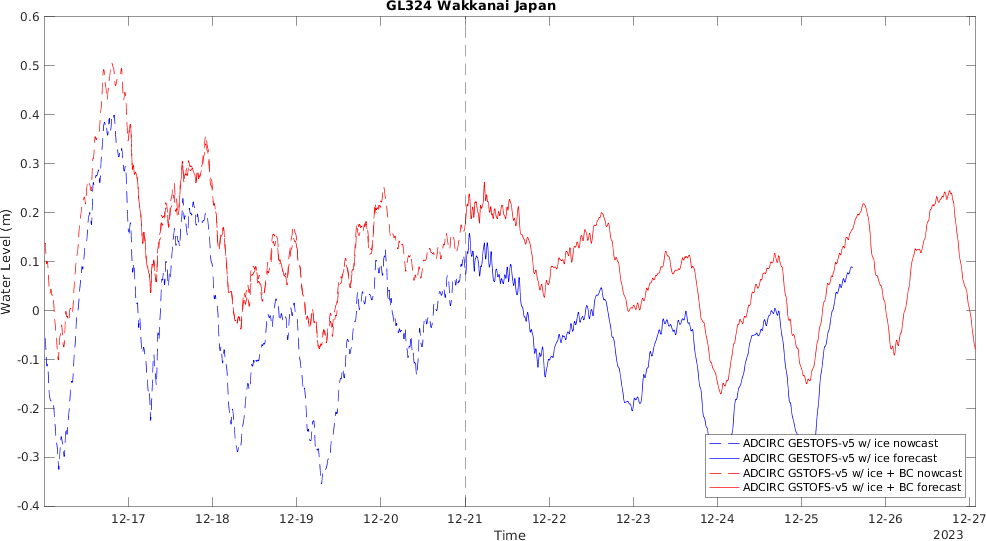 GL324 Wakkanai Japan
0.6
0.5
0.4
0.3
0.2
0.1
0
-0.1
-0.2
-0.3
-0.4
Water Level (m)
ADCIRC GESTOFS-v5 w/ ice nowcast
ADCIRC GESTOFS-v5 w/ ice forecast
ADCIRC GSTOFS-v5 w/ ice + BC nowcast
ADCIRC GSTOFS-v5 w/ ice + BC forecast
12-17 12-18 12-19 12-20 12-21 12-22 12-23 12-24 12-25 12-26 12-27
Time
2023